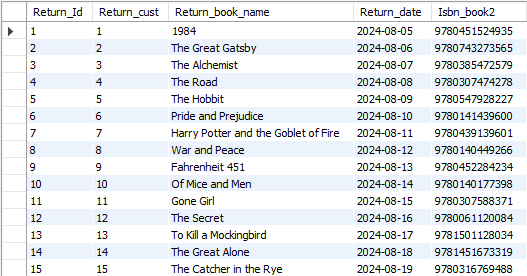 Return_Id Return_cust Return_book_name Return_date Isbn_book2
1 1 1984 2024-08-05 9780451524935
2 2 The Great Gatsby 2024-08-06 9780743273565
3 3 The Alchemist 2024-08-07 9780385472579
4 4 The Road 2024-08-08 9780307474278
5 5 The Hobbit 2024-08-09 9780547928227
6 6 Pride and Prejudice 2024-08-10 9780141439600
7 7 Harry Potter and the Goblet of Fire 2024-08-11 9780439139601
8 8 War and Peace 2024-08-12 9780140449266
9 9 Fahrenheit 451 2024-08-13 9780452284234
10 10 Of Mice and Men 2024-08-14 9780140177398
11 11 Gone Girl 2024-08-15 9780307588371
12 12 The Secret 2024-08-16 9780061120084
13 13 To Kill a Mockingbird 2024-08-17 9781501128034
14 14 The Great Alone 2024-08-18 9781451673319
15 15 The Catcher in the Rye 2024-08-19 9780316769488